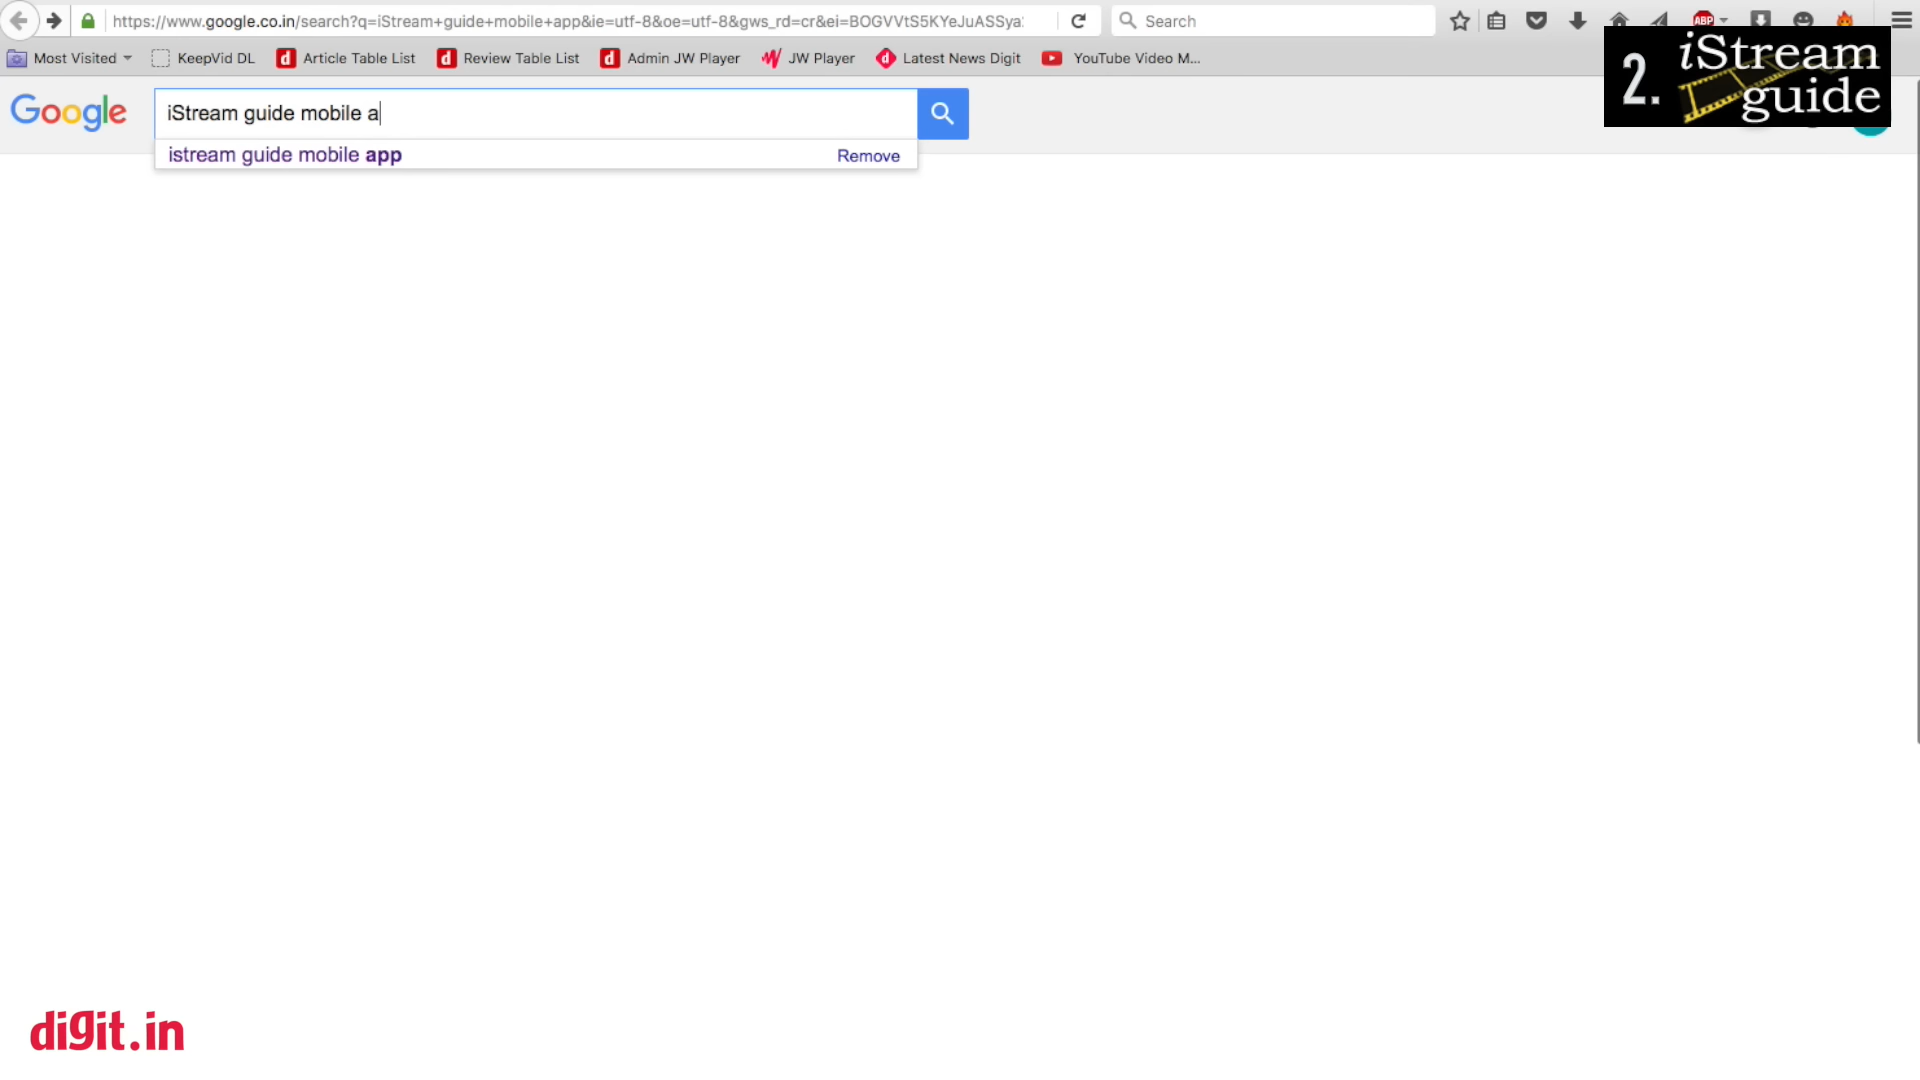 https://www.google.co.in/search?q=iStream+guide+mobile+app&ie=utf-8&oe=utf-8&gws_rd=cr&ei=BOGVVtS5KYeJuASSya
Search
ABP
Most Visited
KeepVid DL
d Article Table List
d Review Table List
d Admin JW Player
JW Player
d Latest News Digit
YouTube Video M...
2.
iStream
guide
Google
iStream guide mobile a
istream guide mobile app
Remove
digit.in